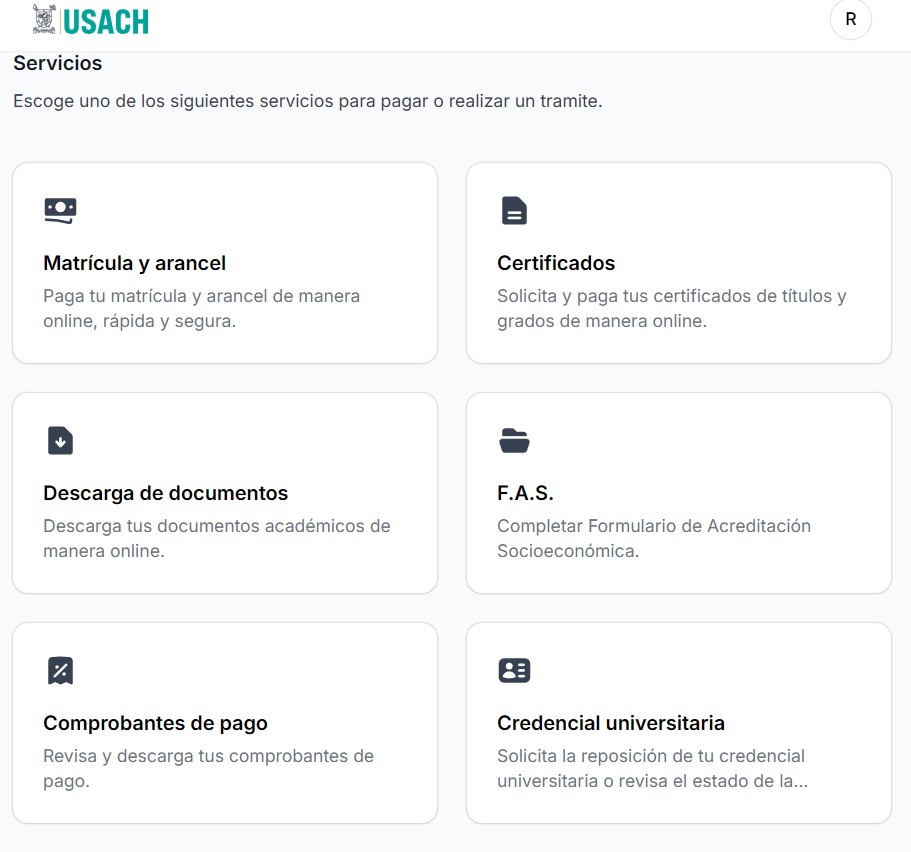 USACH
R
Servicios
Escoge uno de los siguientes servicios para pagar o realizar un tramite.
Matrícula y arancel
Paga tu matrícula y arancel de manera
online, rápida y segura.
Certificados
Solicita y paga tus certificados de títulos y
grados de manera online.
Descarga de documentos
Descarga tus documentos académicos de
manera online.
F.A.S.
Completar Formulario de Acreditación
Socioeconómica.
Comprobantes de pago
Revisa y descarga tus comprobantes de
pago.
Credencial universitaria
Solicita la reposición de tu credencial
universitaria o revisa el estado de la...